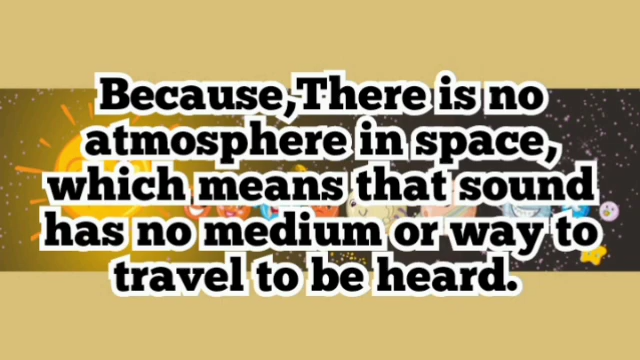 Because,There is no
atmosphere in space,
which means that sound
has no medium or way to
travel to be heard.